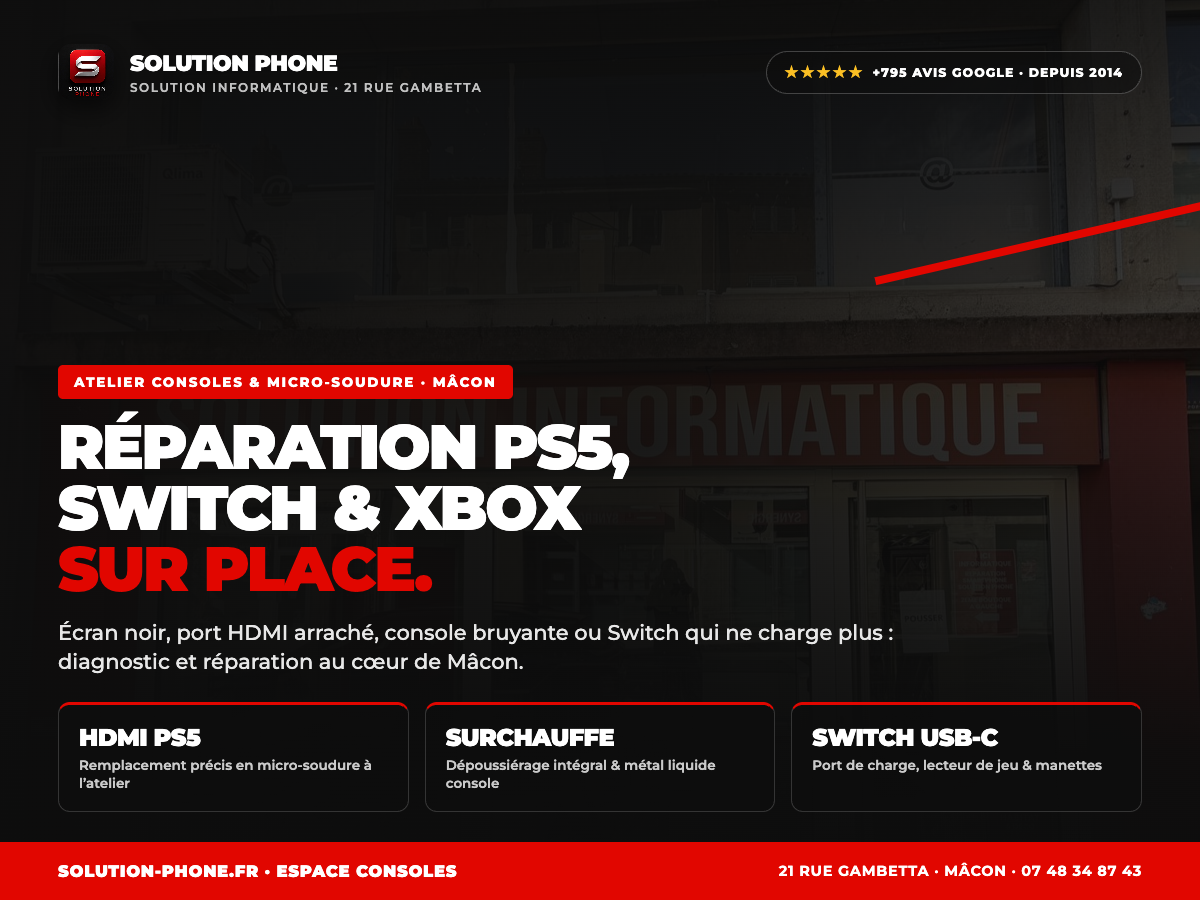 SOLUTION PHONE
SOLUTION PHONE
SOLUTION INFORMATIQUE · 21 RUE GAMBETTA
★★★★★ +795 AVIS GOOGLE · DEPUIS 2014
@
ATELIER CONSOLES & MICRO-SOUDURE · MÂCON
INFORMATIQUE
RÉPARATION PS5,
SWITCH & XBOX
SUR PLACE.
Écran noir, port HDMI arraché, console bruyante ou Switch qui ne charge plus :
diagnostic et réparation au cœur de Mâcon.
HDMI PS5
Remplacement précis en micro-soudure à
l’atelier
SURCHAUFFE
Dépoussiérage intégral & métal liquide
console
SWITCH USB-C
Port de charge, lecteur de jeu & manettes
SOLUTION-PHONE.FR · ESPACE CONSOLES
21 RUE GAMBETTA · MÂCON · 07 48 34 87 43